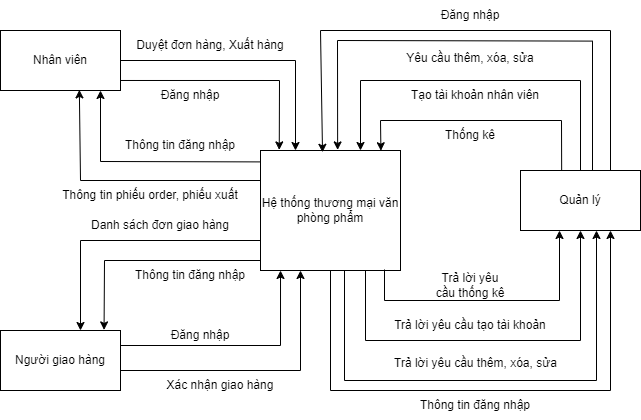 Đăng nhập
Nhân viên
Duyệt đơn hàng, Xuất hàng
Yêu cầu thêm, xóa, sửa
Đăng nhập
Tạo tài khoản nhân viên
Thống kê
Thông tin đăng nhập
Thông tin phiếu order, phiếu xuất
Hệ thống thương mại văn
phòng phẩm
Quản lý
Danh sách đơn giao hàng
Thông tin đăng nhập
Trả lời yêu
cầu thống kê
Đăng nhập
Trả lời yêu cầu tạo tài khoản
Người giao hàng
Trả lời yêu cầu thêm, xóa, sửa
Xác nhận giao hàng
Thông tin đăng nhập